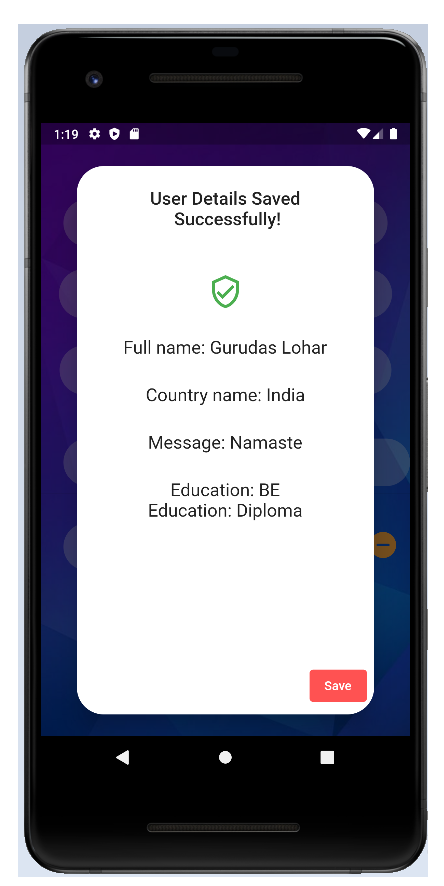 1:19
User Details Saved
Successfully!
Full name: Gurudas Lohar
Country name: India
Message: Namaste
Education: BE
Education: Diploma
Save